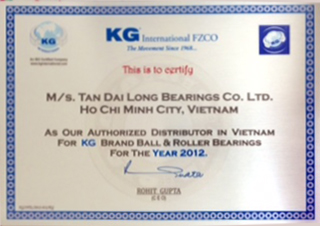 KG
KG International FZCO
The Movement Since 1968...
This is to certify
M/s. TAN DAI LONG BEARINGS CO. LTD.
HO CHI MINH CITY, VIETNAM
AS OUR AUTHORIZED DISTRIBUTOR IN VIETNAM
FOR KG BRAND BALL & ROLLER BEARINGS
FOR THE YEAR 2012.
ROHIT GUPTA